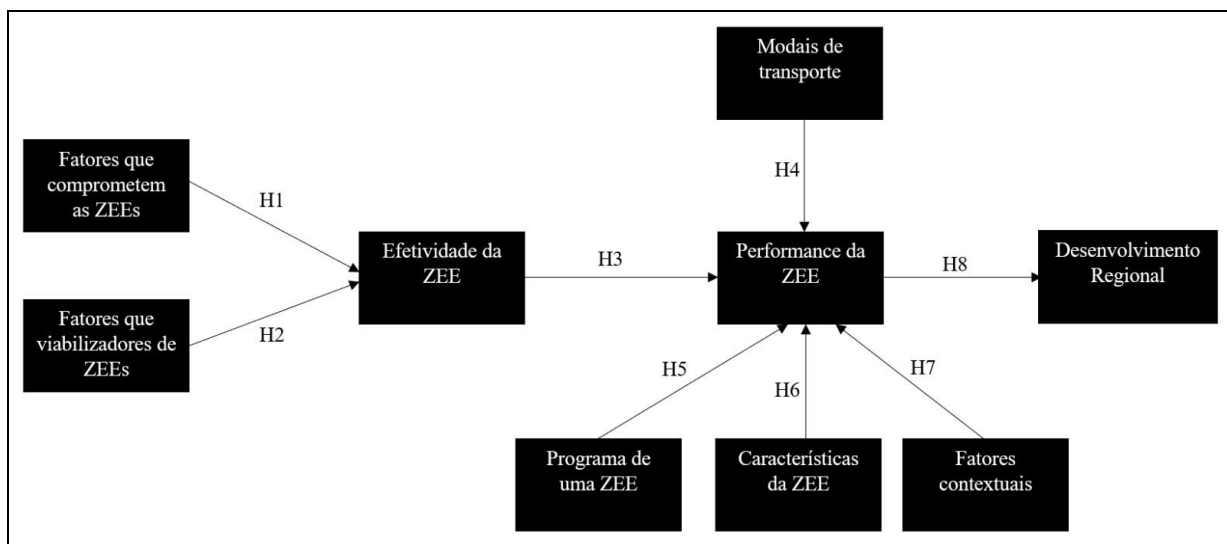 Modais de
transporte
Fatores que
comprometem
as ZEEs
H1
H4
Efetividade da
ZEE
H3
Performance da
ZEE
H8
Desenvolvimento
Regional
Fatores que
viabilizadores de
ZEEs
H2
H5
H6
H7
Programa de
uma ZEE
Características
da ZEE
Fatores
contextuais